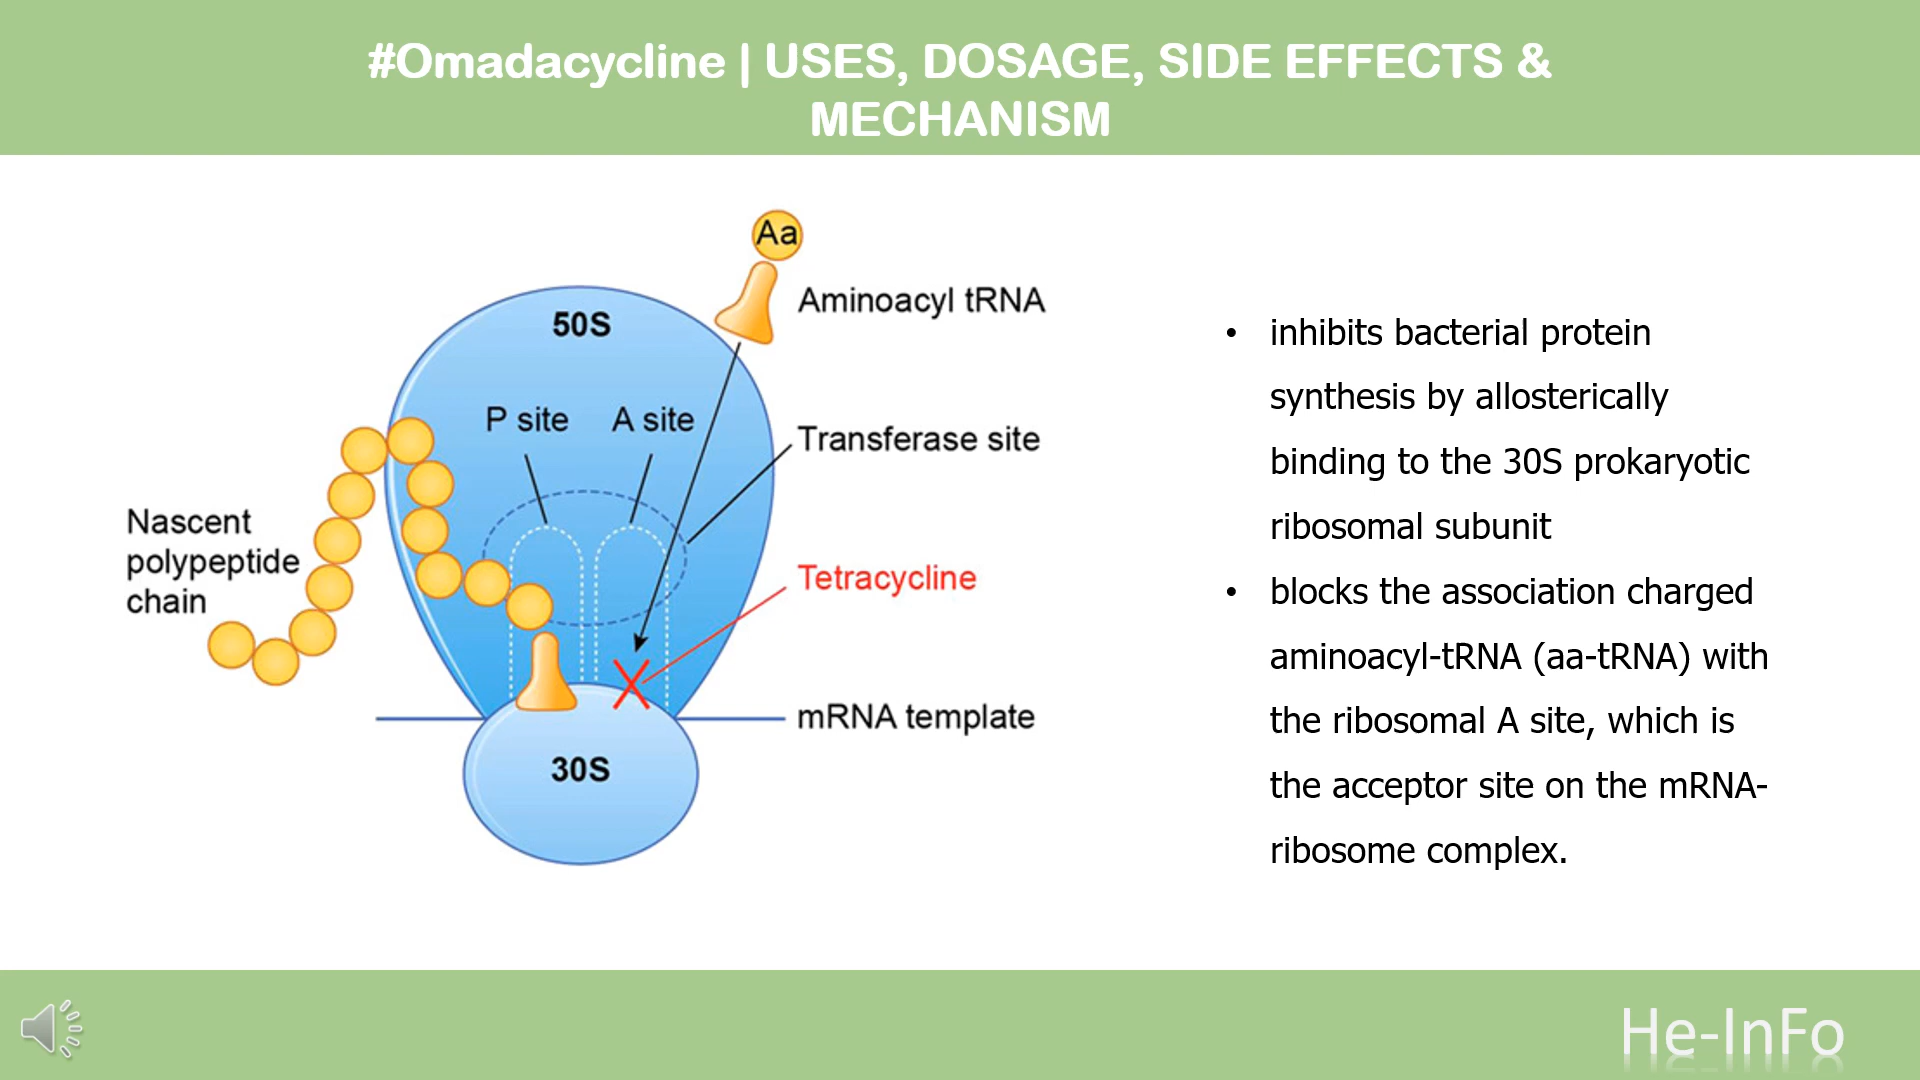 #Omadacycline | USES, DOSAGE, SIDE EFFECTS &
MECHANISM
Aa
Aminoacyl tRNA
50S
P site
A site
Transferase site
Nascent
polypeptide
chain
Tetracycline
mRNA template
30S
• inhibits bacterial protein
synthesis by allosterically
binding to the 30S prokaryotic
ribosomal subunit
• blocks the association charged
aminoacyl-tRNA (aa-tRNA) with
the ribosomal A site, which is
the acceptor site on the mRNA-
ribosome complex.
He-InFo